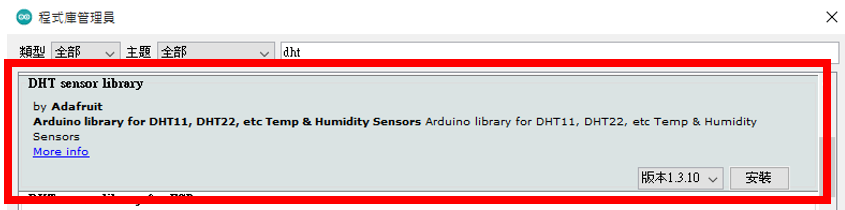 程式庫管理員
類型 全部 主題 全部 dht
DHT sensor library
by Adafruit
Arduino library for DHT11, DHT22, etc Temp & Humidity Sensors Arduino library for DHT11, DHT22, etc Temp & Humidity
Sensors
More info
版本1.3.10 安裝